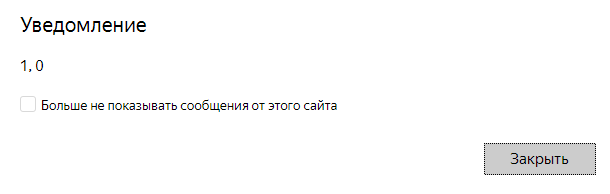 Уведомление
1, 0
Больше не показывать сообщения от этого сайта
Закрыть